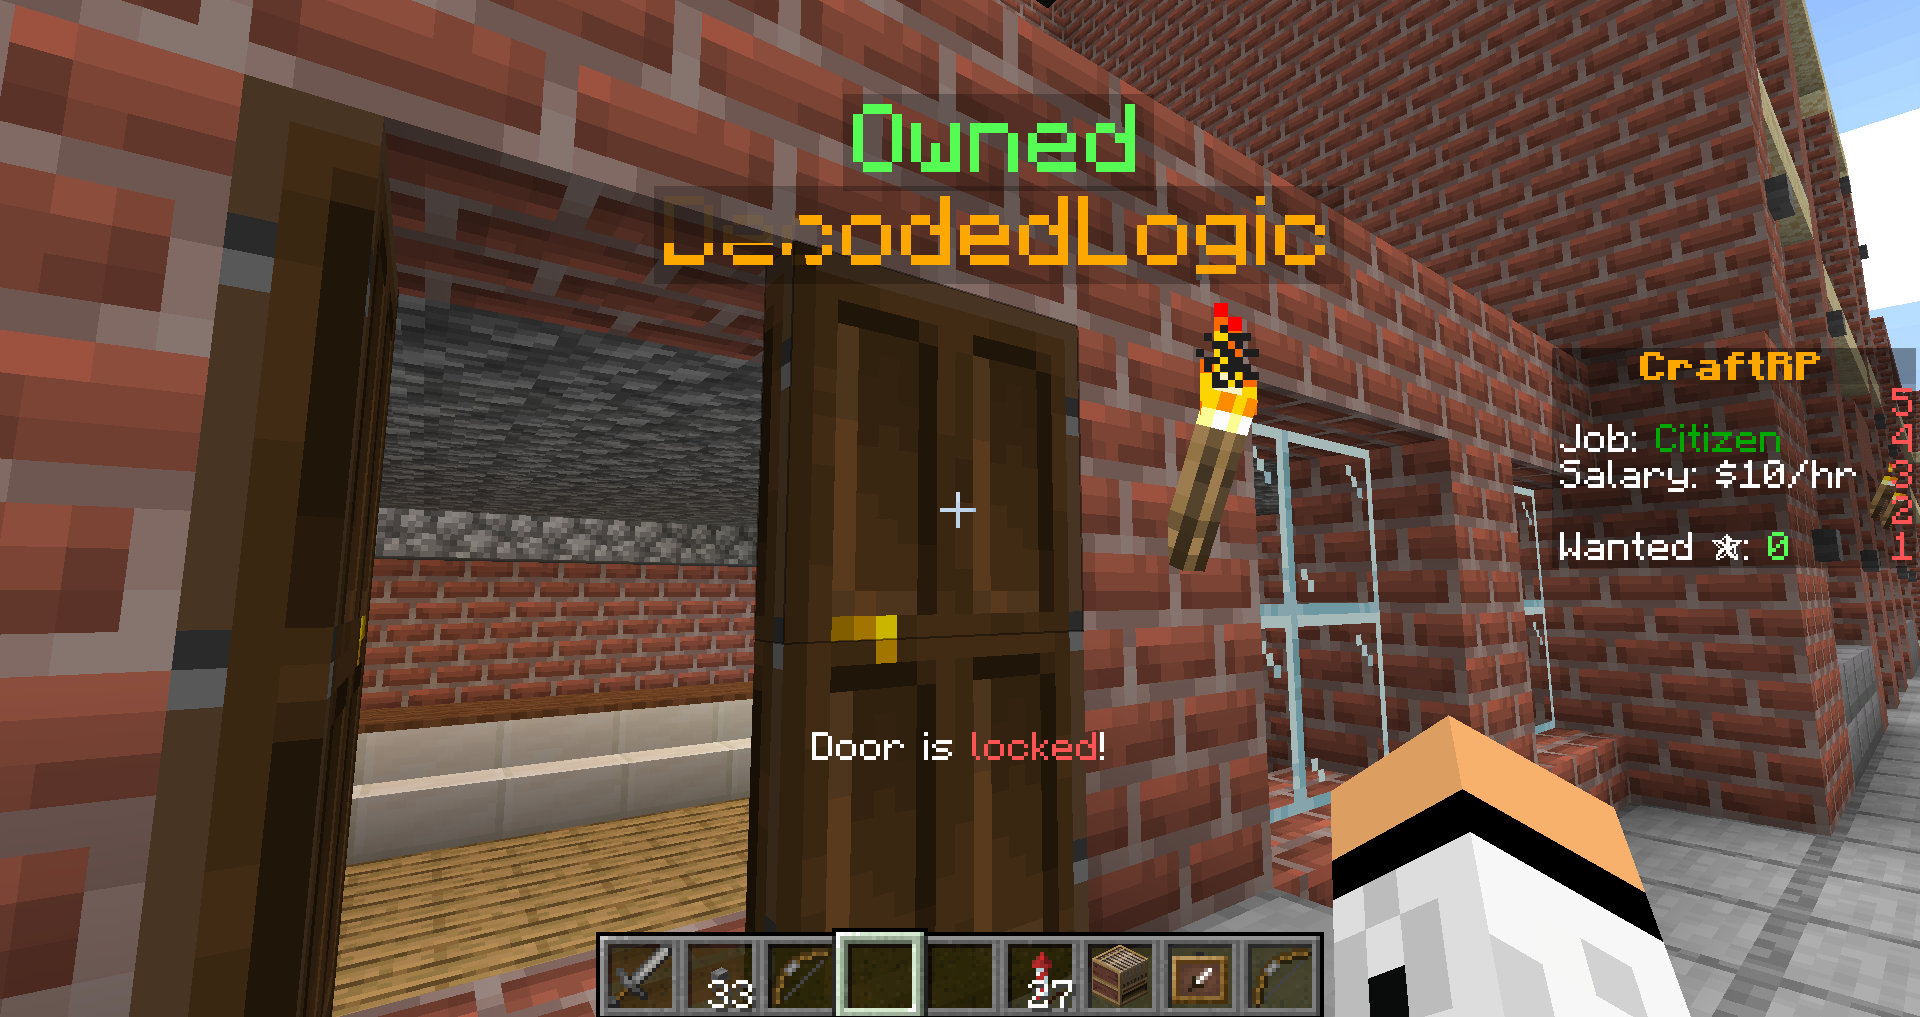 Owned
DecodedLogic
CraftRP
5
Job: Citizen 4
Salary: $10/hr 3
2
Wanted ★: 0 1
Door is locked!
33 27